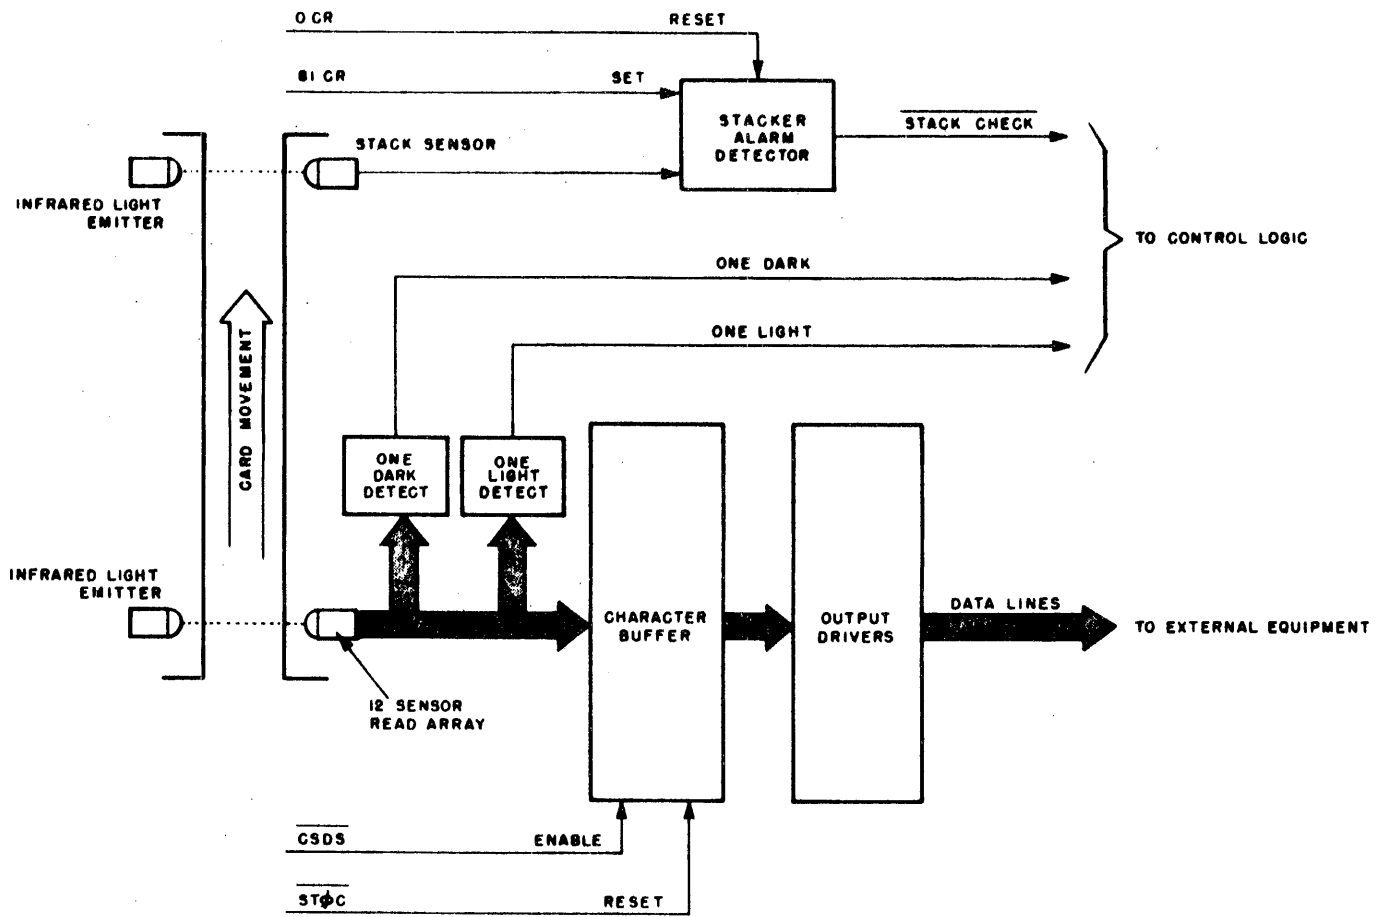 0 CR
RESET
81 CR
SET
STACKER
ALARM
DETECTOR
STACK CHECK
STACK SENSOR
INFRARED LIGHT
EMITTER
TO CONTROL LOGIC
ONE DARK
ONE LIGHT
CARD MOVEMENT
ONE
DARK
DETECT
ONE
LIGHT
DETECT
INFRARED LIGHT
EMITTER
CHARACTER
BUFFER
OUTPUT
DRIVERS
DATA LINES
TO EXTERNAL EQUIPMENT
12 SENSOR
READ ARRAY
CSDS
ENABLE
STϕC
RESET